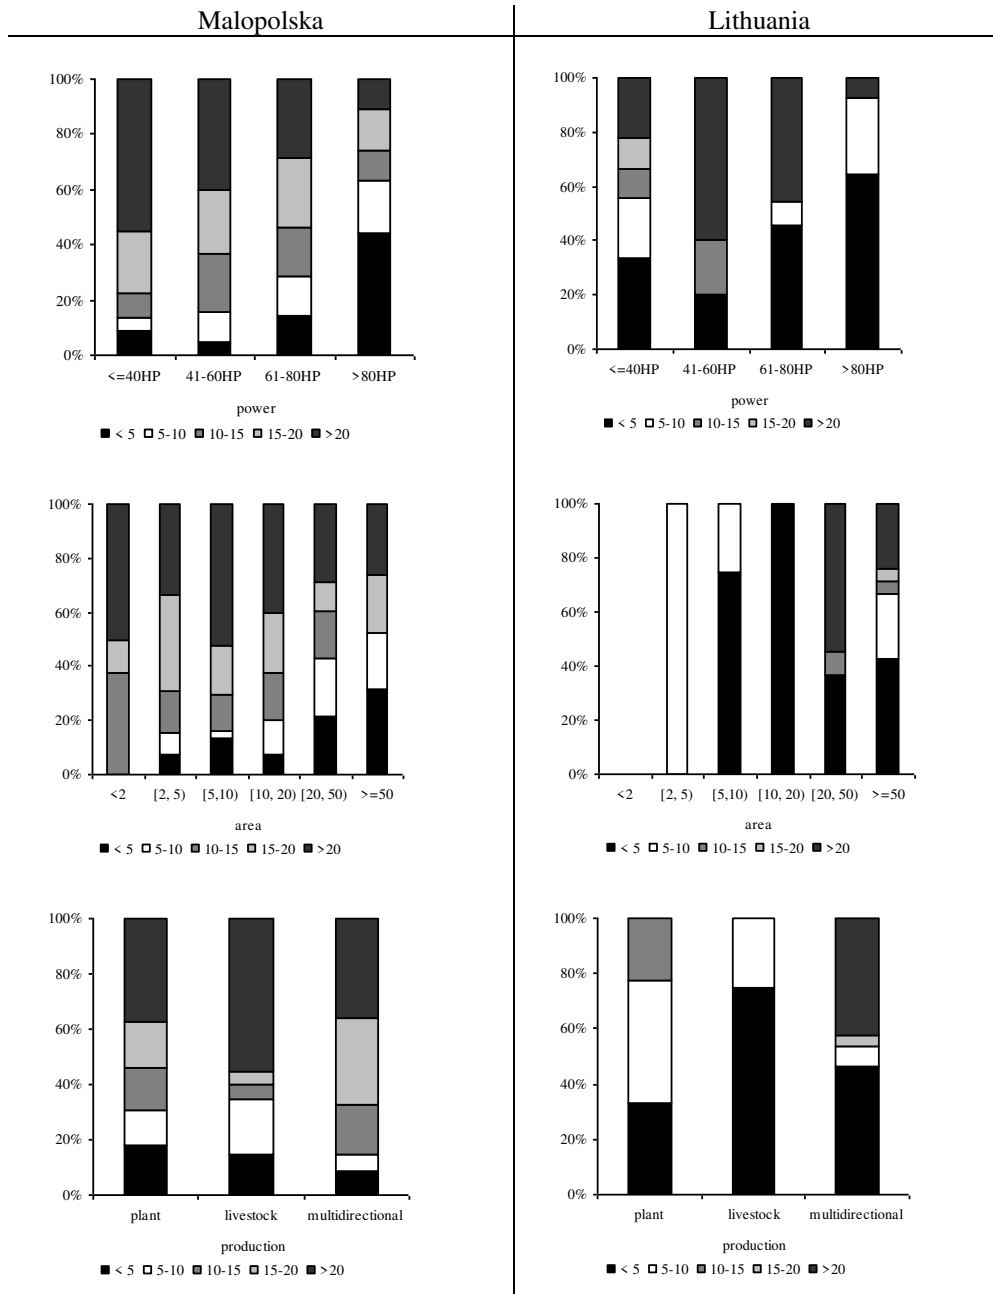 Malopolska
Lithuania
100%
80%
60%
40%
20%
0%
<=40HP 41-60HP 61-80HP >80HP
power
< 5 5-10 10-15 15-20 >20
100%
80%
60%
40%
20%
0%
<=40HP 41-60HP 61-80HP >80HP
power
< 5 5-10 10-15 15-20 >20
100%
80%
60%
40%
20%
0%
<2 [2, 5) [5,10) [10, 20) [20, 50) >=50
area
< 5 5-10 10-15 15-20 >20
100%
80%
60%
40%
20%
0%
<2 [2, 5) [5,10) [10, 20) [20, 50) >=50
area
< 5 5-10 10-15 15-20 >20
100%
80%
60%
40%
20%
0%
plant livestock multidirectional
production
< 5 5-10 10-15 15-20 >20
100%
80%
60%
40%
20%
0%
plant livestock multidirectional
production
< 5 5-10 10-15 15-20 >20